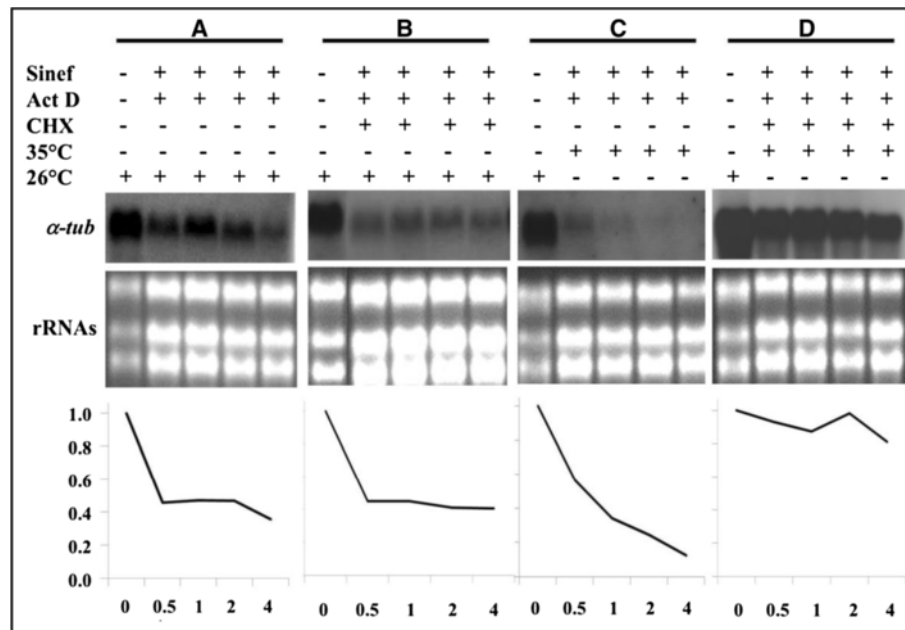 A B C D
Sinef - + + + + - + + + + - + + + + - + + + +
Act D - + + + + - + + + + - + + + + - + + + +
CHX - - - - - - + + + + - - - - - - + + + +
35°C - - - - - - - - - - - + + + + - + + + +
26°C + + + + + + + + + + + - - - - + - - - -
α-tub
rRNAs
1.0
0.8
0.6
0.4
0.2
0.0
0 0.5 1 2 4 0 0.5 1 2 4 0 0.5 1 2 4 0 0.5 1 2 4